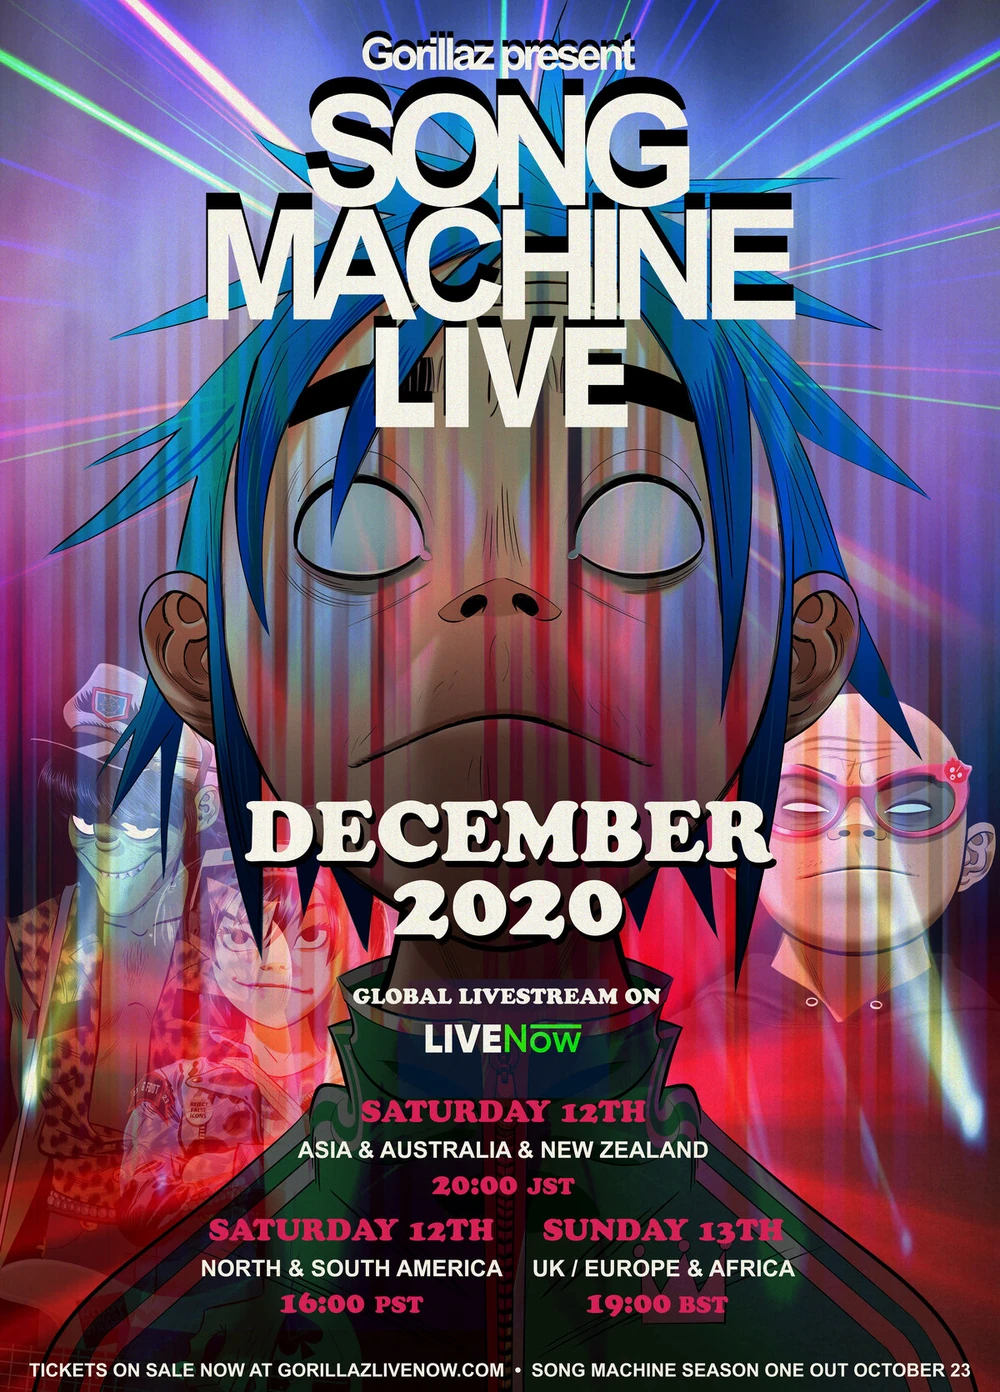 Gorillaz present
SONG
MACHINE
LIVE
DECEMBER
2020
GLOBAL LIVESTREAM ON
LIVENow
SATURDAY 12TH
ASIA & AUSTRALIA & NEW ZEALAND
20:00 JST
SATURDAY 12TH
NORTH & SOUTH AMERICA
16:00 PST
SUNDAY 13TH
UK / EUROPE & AFRICA
19:00 BST
TICKETS ON SALE NOW AT GORILLAZLIVENOW.COM • SONG MACHINE SEASON ONE OUT OCTOBER 23